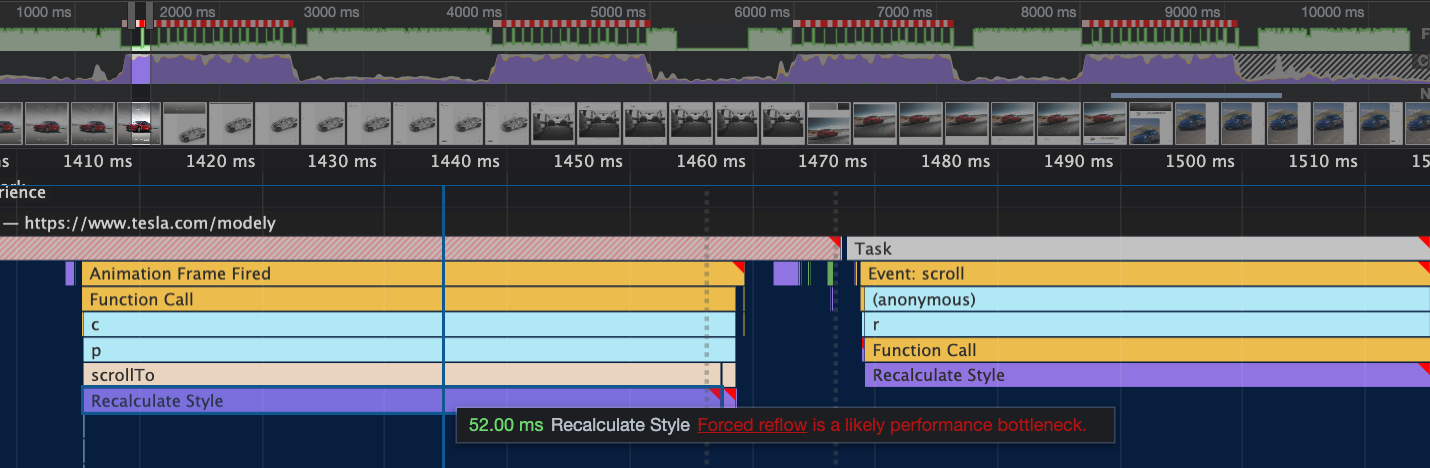 1000 ms 2000 ms 3000 ms 4000 ms 5000 ms 6000 ms 7000 ms 8000 ms 9000 ms 10000 ms
F
C
N
ms 1410 ms 1420 ms 1430 ms 1440 ms 1450 ms 1460 ms 1470 ms 1480 ms 1490 ms 1500 ms 1510 ms 15
rience
— https://www.tesla.com/modely
Task
Animation Frame Fired Event: scroll
Function Call (anonymous)
c r
p Function Call
scrollTo Recalculate Style
Recalculate Style
52.00 ms Recalculate Style Forced reflow is a likely performance bottleneck.